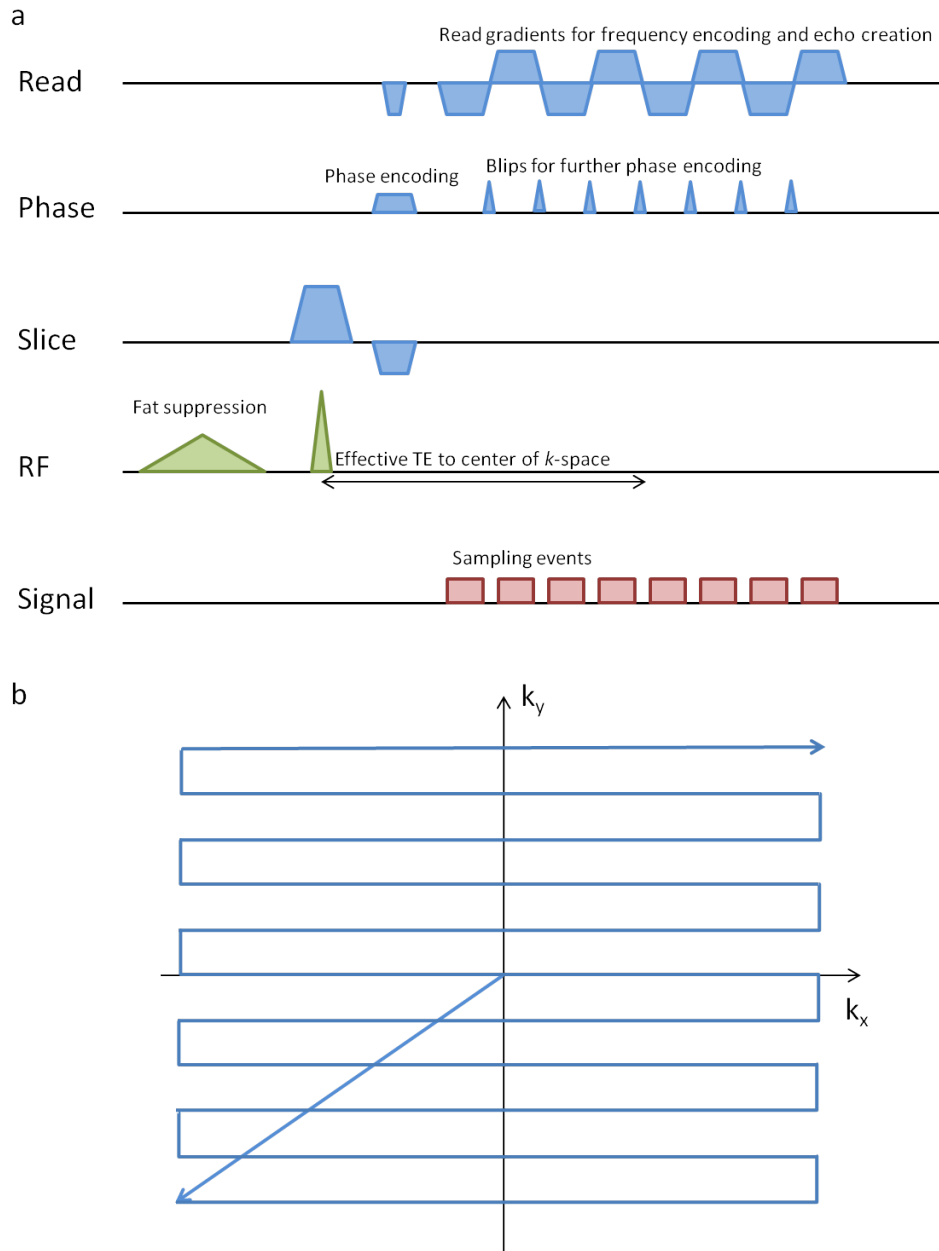 a
Read gradients for frequency encoding and echo creation
Read
Phase encoding
Blips for further phase encoding
Phase
Slice
Fat suppression
RF
Effective TE to center of k-space
Sampling events
Signal
b
ky
kx